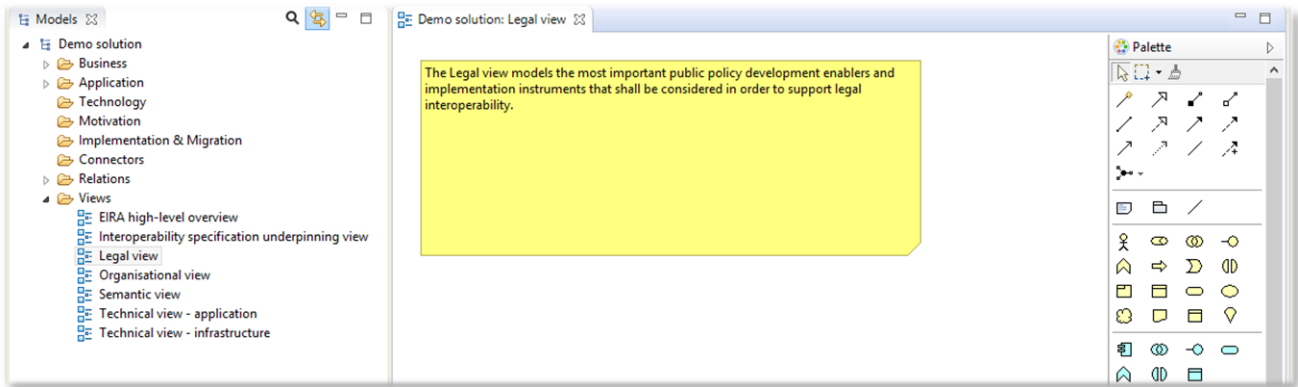 Models
Demo solution
Business
Application
Technology
Motivation
Implementation & Migration
Connectors
Relations
Views
EIRA high-level overview
Interoperability specification underpinning view
Legal view
Organisational view
Semantic view
Technical view - application
Technical view - infrastructure
Demo solution: Legal view
The Legal view models the most important public policy development enablers and
implementation instruments that shall be considered in order to support legal
interoperability.
Palette